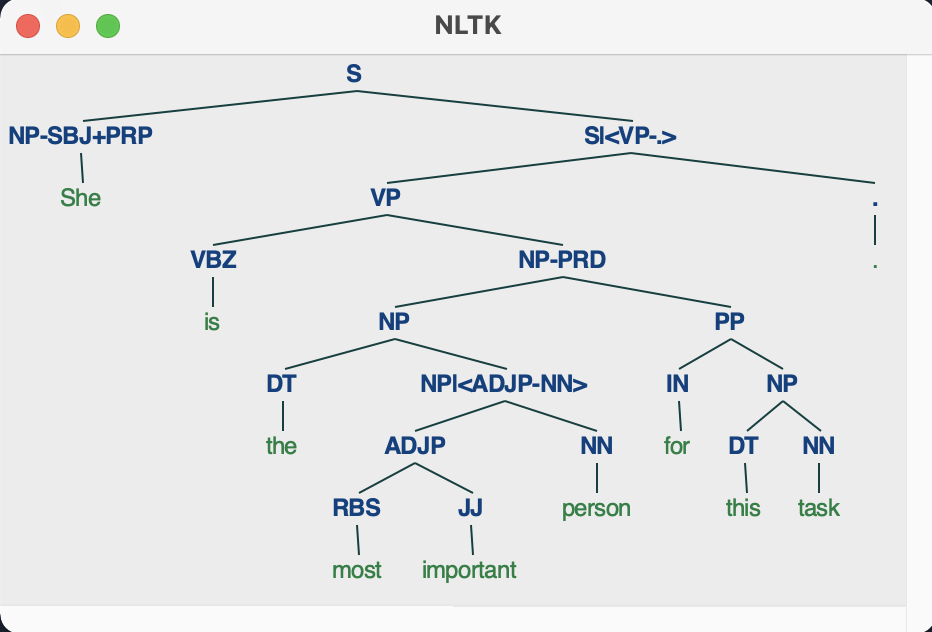 NLTK
S
NP-SBJ+PRP S|<VP-.>
She VP .
VBZ NP-PRD .
is NP PP
DT NP|<ADJP-NN> IN NP
the ADJP NN for DT NN
RBS JJ person this task
most important